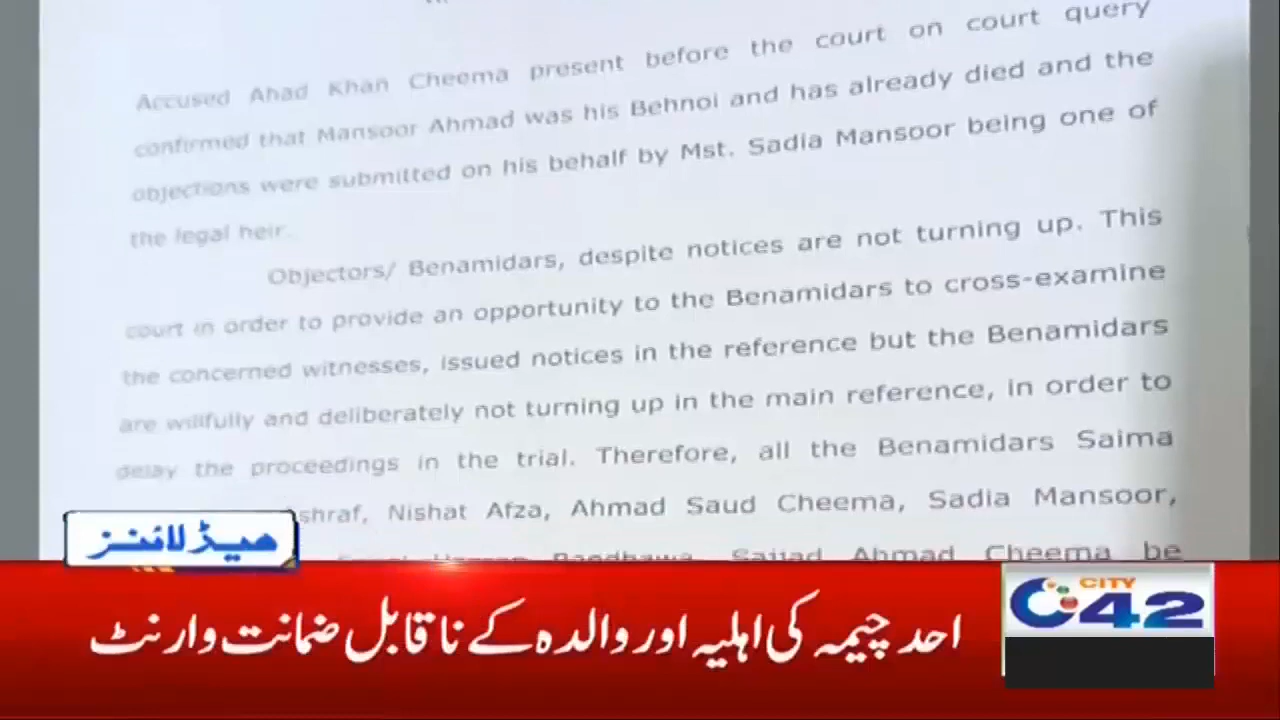 Accused Ahad Khan Cheema present before the court on court query
confirmed that Mansoor Ahmad was his Behnoi and has already died and the
objections were submitted on his behalf by Mst. Sadia Mansoor being one of
the legal heir.
Objectors/ Benamidars, despite notices are not turning up. This
court in order to provide an opportunity to the Benamidars to cross-examine
the concerned witnesses, issued notices in the reference but the Benamidars
are willfully and deliberately not turning up in the main reference, in order to
delay the proceedings in the trial. Therefore, all the Benamidars Saima
shraf, Nishat Afza, Ahmad Saud Cheema, Sadia Mansoor,
Sajjad Ahmad Cheema be
ہیڈ لائنز
CITY
42
احد چیمہ کی اہلیہ اور والدہ کے ناقابل ضمانت وارنٹ